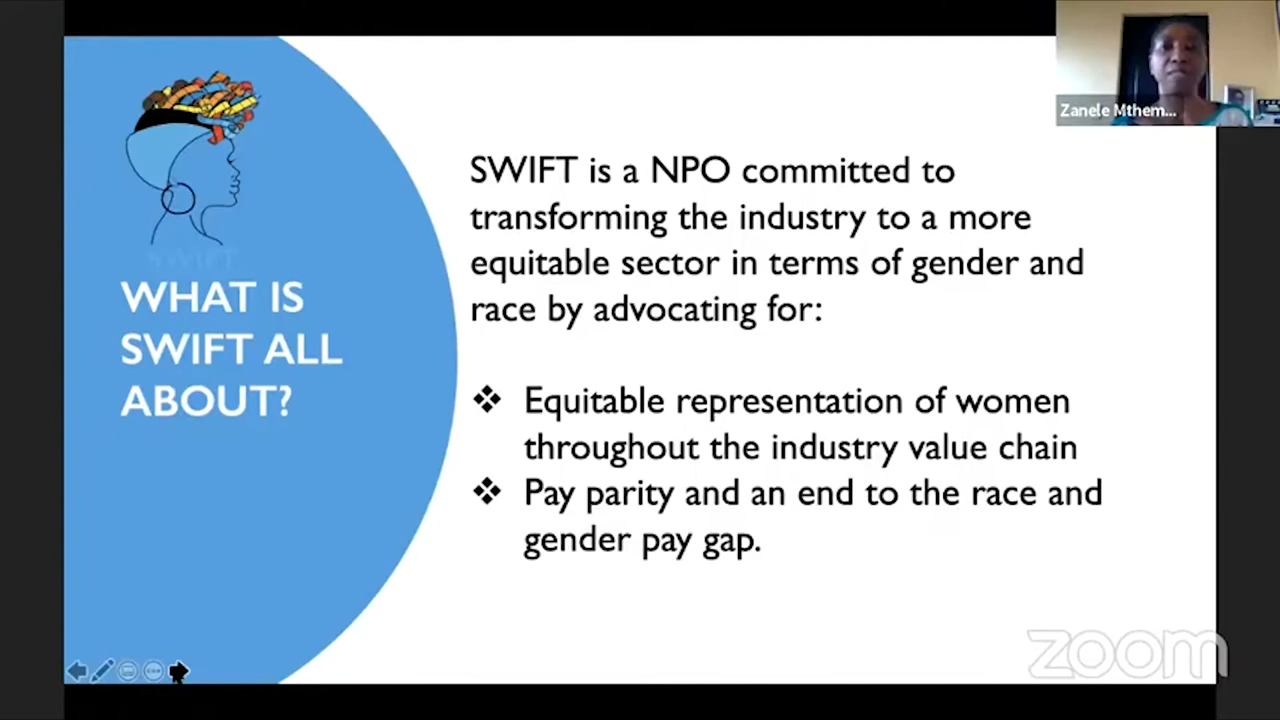 Zanele Mthem...
SWIFT
WHAT IS
SWIFT ALL
ABOUT?
SWIFT is a NPO committed to
transforming the industry to a more
equitable sector in terms of gender and
race by advocating for:
❖ Equitable representation of women
throughout the industry value chain
❖ Pay parity and an end to the race and
gender pay gap.
zoom